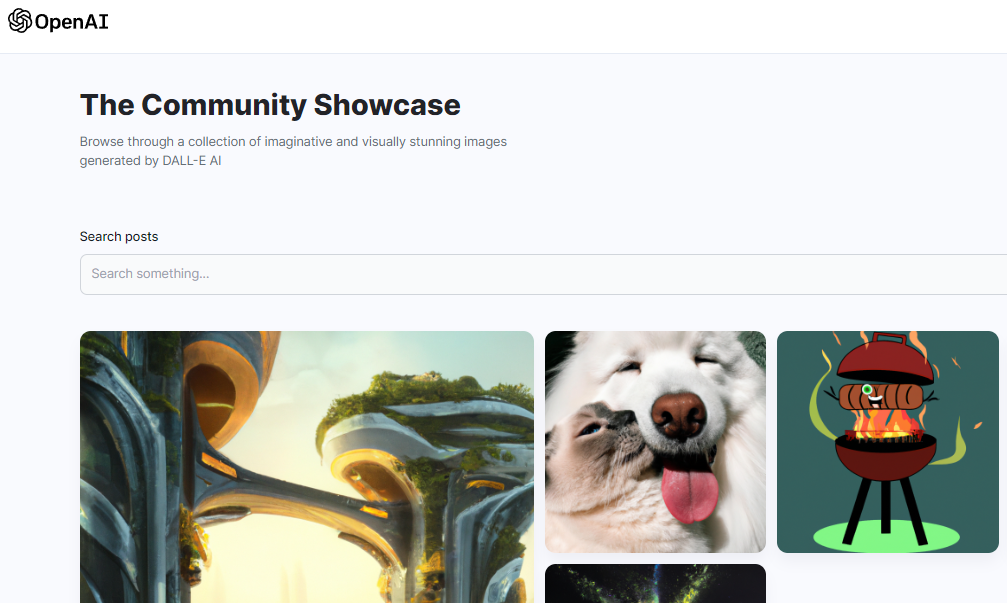 OpenAI
The Community Showcase
Browse through a collection of imaginative and visually stunning images
generated by DALL-E AI
Search posts
Search something...